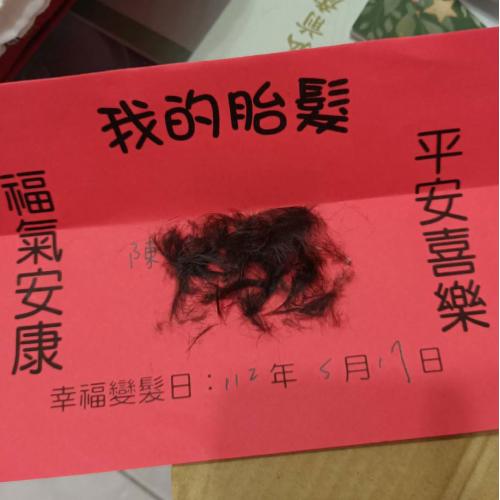 我的胎髮
福氣安康
平安喜樂
陳
幸福變髮日：112年5月17日